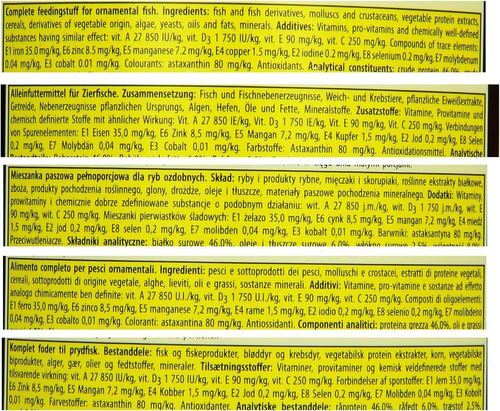 Complete feedingstuff for ornamental fish. Ingredients: fish and fish derivatives, molluscs and crustaceans, vegetable protein extracts,
cereals, derivatives of vegetable origin, algae, yeasts, oils and fats, minerals. Additives: Vitamins, pro-vitamins and chemically well-defined
substances having similar effect: vit. A 27 850 IU/kg, vit. D3 1 750 IU/kg, vit. E 90 mg/kg, vit. C 250 mg/kg. Compounds of trace elements:
E1 iron 35.0 mg/kg, E6 zinc 8.5 mg/kg, E5 manganese 7.2 mg/kg, E4 copper 1.5 mg/kg, E2 iodine 0.2 mg/kg, E8 selenium 0.2 mg/kg, E7 molybdenum
0.04 mg/kg, E3 cobalt 0.01 mg/kg. Colourants: astaxanthin 80 mg/kg. Antioxidants. Analytical constituents: crude protein 46.0% crude
Alleinfuttermittel für Zierfische. Zusammensetzung: Fisch und Fischnebenerzeugnisse, Weich- und Krebstiere, pflanzliche Eiweißextrakte,
Getreide, Nebenerzeugnisse pflanzlichen Ursprungs, Algen, Hefen, Öle und Fette, Mineralstoffe. Zusatzstoffe: Vitamine, Provitamine und
chemisch definierte Stoffe mit ähnlicher Wirkung: Vit. A 27 850 IE/kg, Vit. D3 1 750 IE/kg, Vit. E 90 mg/kg, Vit. C 250 mg/kg. Verbindungen
von Spurenelementen: E1 Eisen 35,0 mg/kg, E6 Zink 8,5 mg/kg, E5 Mangan 7,2 mg/kg, E4 Kupfer 1,5 mg/kg, E2 Jod 0,2 mg/kg, E8 Selen
0,2 mg/kg, E7 Molybdän 0,04 mg/kg, E3 Kobalt 0,01 mg/kg. Farbstoffe: Astaxanthin 80 mg/kg. Antioxidationsmittel. Analytische
Mieszanka paszowa pełnoporcjowa dla ryb ozdobnych. Skład: ryby i produkty rybne, mięczaki i skorupiaki, roślinne ekstrakty białkowe,
zboża, produkty pochodzenia roślinnego, glony, drożdże, oleje i tłuszcze, materiały paszowe pochodzenia mineralnego. Dodatki: Witaminy,
prowitaminy i chemicznie dobrze zdefiniowane substancje o podobnym działaniu: wit. A 27 850 j.m./kg, wit. D3 1 750 j.m./kg, wit. E
90 mg/kg, wit. C 250 mg/kg. Mieszanki pierwiastków śladowych: E1 żelazo 35,0 mg/kg, E6 cynk 8,5 mg/kg, E5 mangan 7,2 mg/kg, E4 miedź
1,5 mg/kg, E2 jod 0,2 mg/kg, E8 selen 0,2 mg/kg, E7 molibden 0,04 mg/kg, E3 kobalt 0,01 mg/kg. Barwniki: astaksantyna 80 mg/kg.
Przeciwutleniacze. Składniki analityczne: białko surowe 46,0%, oleje i tłuszcze surowe 6,0%, włókno surowe
Alimento completo per pesci ornamentali. Ingredienti: pesci e sottoprodotti dei pesci, molluschi e crostacei, estratti di proteine vegetali,
cereali, sottoprodotti di origine vegetale, alghe, lieviti, oli e grassi, sostanze minerali. Additivi: Vitamine, pro-vitamine e sostanze ad effetto
analogo chimicamente ben definite: vit. A 27 850 U.I./kg, vit. D3 1 750 U.I./kg, vit. E 90 mg/kg, vit. C 250 mg/kg. Composti di oligoelementi:
E1 ferro 35,0 mg/kg, E6 zinco 8,5 mg/kg, E5 manganese 7,2 mg/kg, E4 rame 1,5 mg/kg, E2 iodio 0,2 mg/kg, E8 selenio 0,2 mg/kg, E7 molibdeno
0,04 mg/kg, E3 cobalto 0,01 mg/kg. Coloranti: astaxantina 80 mg/kg. Antiossidanti. Componenti analitici: proteina grezza 46,0%, oli e grassi
Komplet foder til prydfisk. Bestanddele: fisk og fiskeprodukter, bløddyr og krebsdyr, vegetabilsk protein ekstrakter, korn, vegetabilske
biprodukter, alger, gær, olier og fedtstoffer, mineraler. Tilsætningsstoffer: Vitaminer, provitaminer og kemisk veldefinerede stoffer med
tilsvarende virkning: vit. A 27 850 IU/kg, vit. D3 1 750 IU/kg, vit. E 90 mg/kg, vit. C 250 mg/kg. Forbindelser af sporstoffer: E1 Jern 35,0 mg/kg,
E6 Zink 8,5 mg/kg, E5 Mangan 7,2 mg/kg, E4 Kobber 1,5 mg/kg, E2 Jod 0,2 mg/kg, E8 Selen 0,2 mg/kg, E7 Molybden 0,04 mg/kg, E3 Kobalt
0,01 mg/kg. Farvestoffer: astaxanthin 80 mg/kg. Antioxidanter. Analytiske bestanddele: råprotein 46,0%, råfedt 6,0%, træstof 2,5%,